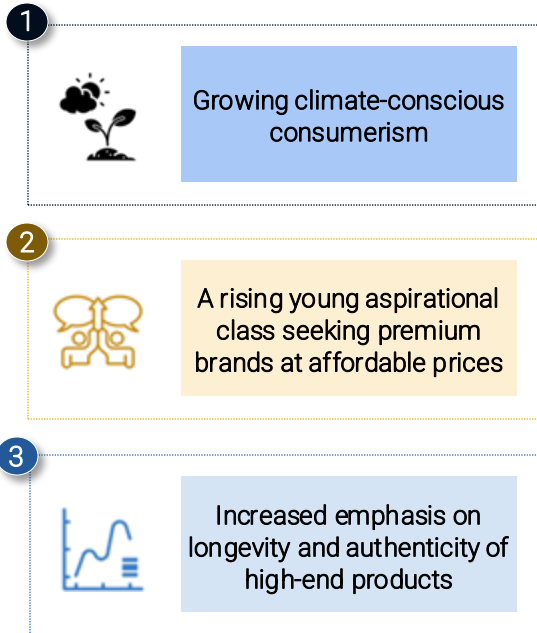 1
Growing climate-conscious
consumerism
2
A rising young aspirational
class seeking premium
brands at affordable prices
3
Increased emphasis on
longevity and authenticity of
high-end products